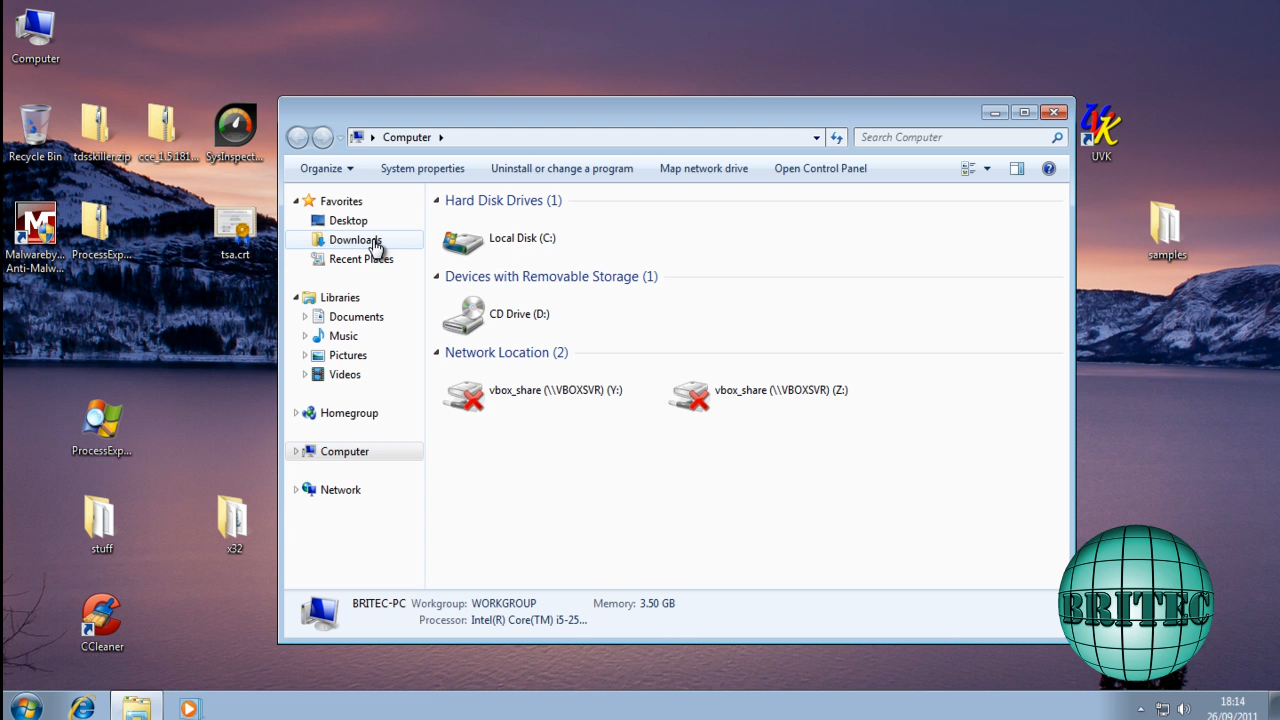 Computer
Recycle Bin
tdsskiller.zip
cce_1.5.181...
SysInspect...
Malwareby...
Anti-Malw...
ProcessExp...
tsa.crt
ProcessExp...
stuff
x32
CCleaner
UVK
samples
Computer
Search Computer
Organize
System properties
Uninstall or change a program
Map network drive
Open Control Panel
Favorites
Desktop
Downloads
Recent Places
Libraries
Documents
Music
Pictures
Videos
Homegroup
Computer
Network
Hard Disk Drives (1)
Local Disk (C:)
Devices with Removable Storage (1)
CD Drive (D:)
Network Location (2)
vbox_share (\\VBOXSVR) (Y:)
vbox_share (\\VBOXSVR) (Z:)
BRITEC-PC Workgroup: WORKGROUP Memory: 3.50 GB
Processor: Intel(R) Core(TM) i5-25...
BRITEC
18:14
26/09/2011